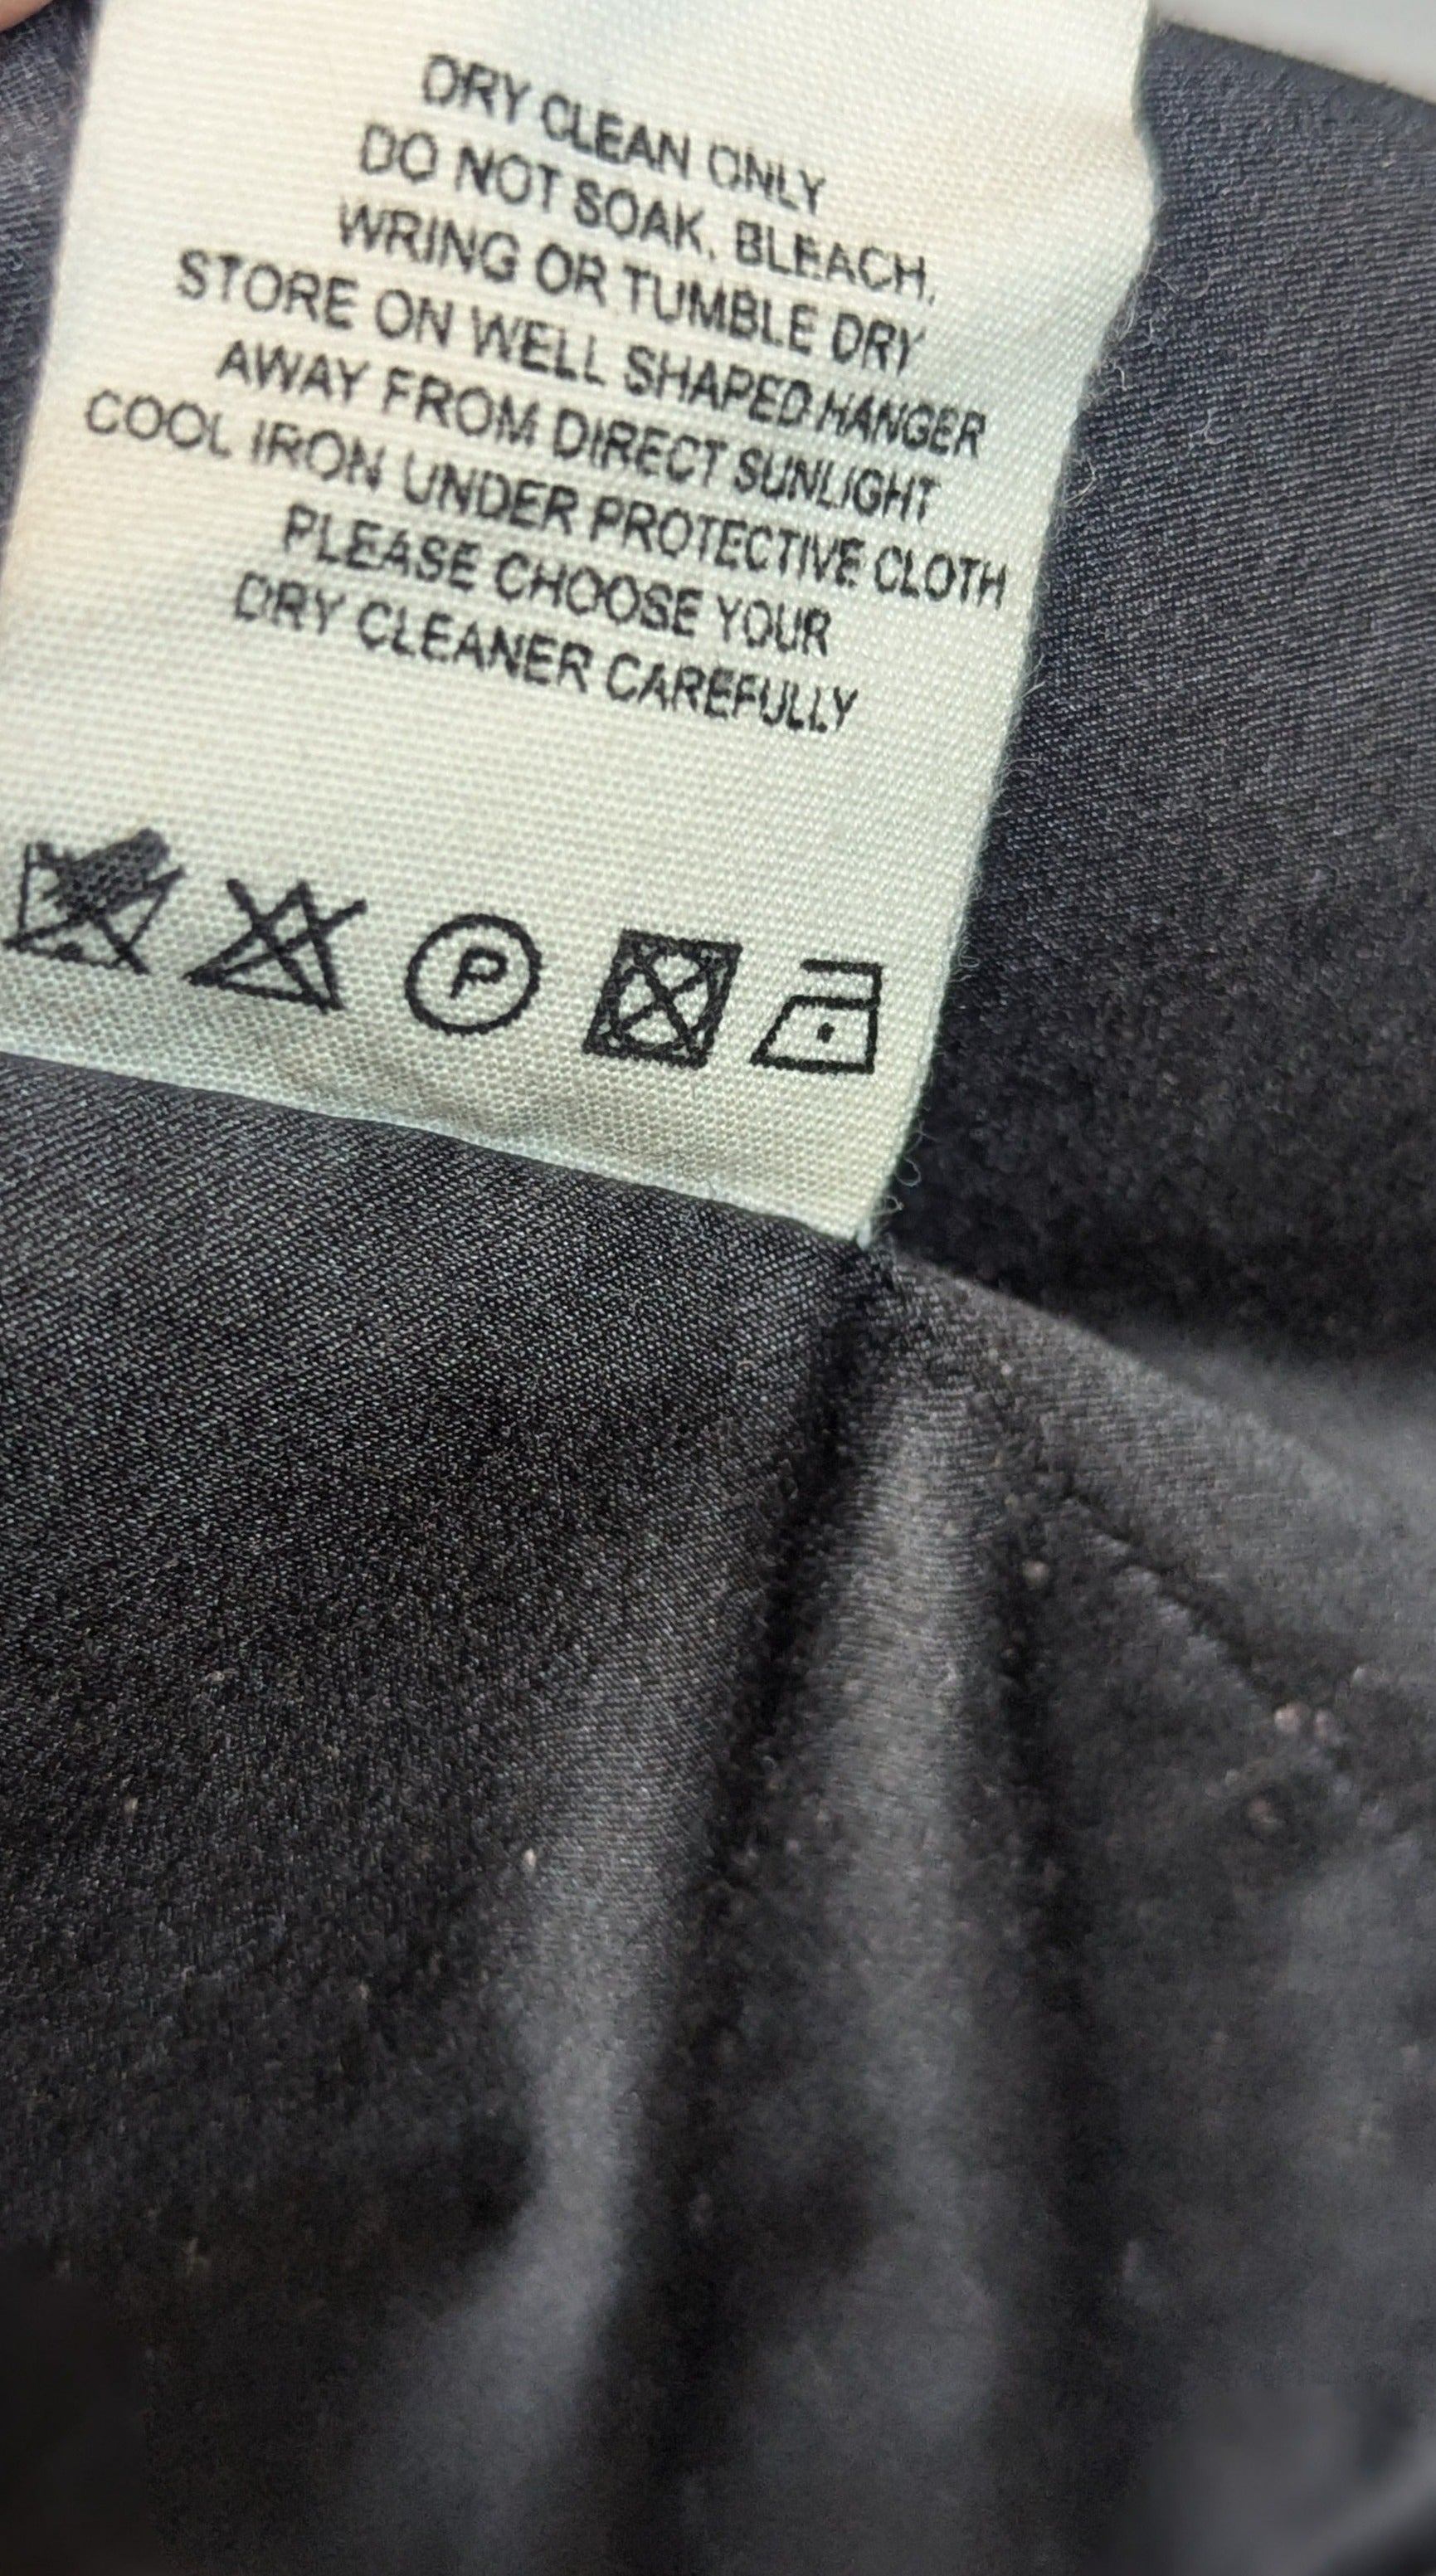 DRY CLEAN ONLY
DO NOT SOAK, BLEACH,
WRING OR TUMBLE DRY
STORE ON WELL SHAPED HANGER
AWAY FROM DIRECT SUNLIGHT
COOL IRON UNDER PROTECTIVE CLOTH
PLEASE CHOOSE YOUR
DRY CLEANER CAREFULLY
P